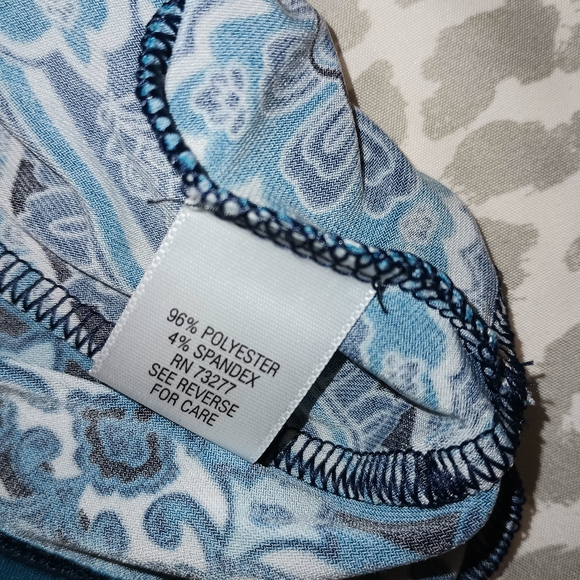 96% POLYESTER
4% SPANDEX
RN 73277
SEE REVERSE
FOR CARE